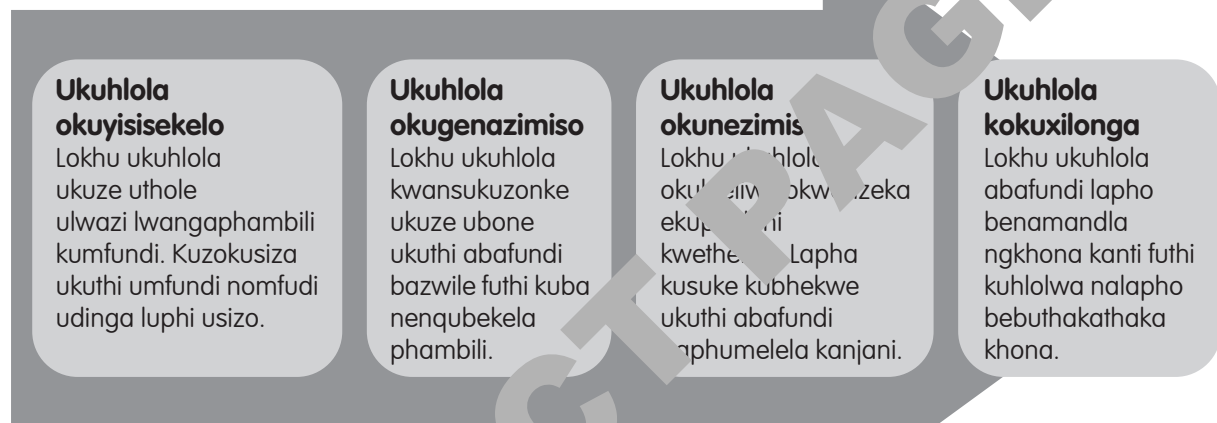 Ukuhlola
okuyisisekelo
Lokhu ukuhlola
ukuze uthole
ulwazi lwangaphambili
kumfundi. Kuzokusiza
ukuthi umfundi nomfudi
udinga luphi usizo.
Ukuhlola
okugenazimiso
Lokhu ukuhlola
kwansukuzonke
ukuze ubone
ukuthi abafundi
bazwile futhi kuba
nenqubekela
phambili.
Ukuhlola
Lokhu
Lapha
kusuke kubhekwe
ukuthi abafundi
kanjani.
Ukuhlola
kokuxilonga
Lokhu ukuhlola
abafundi lapho
benamandla
ngkhona kanti futhi
kuhlolwa nalapho
bebuthakathaka
khona.